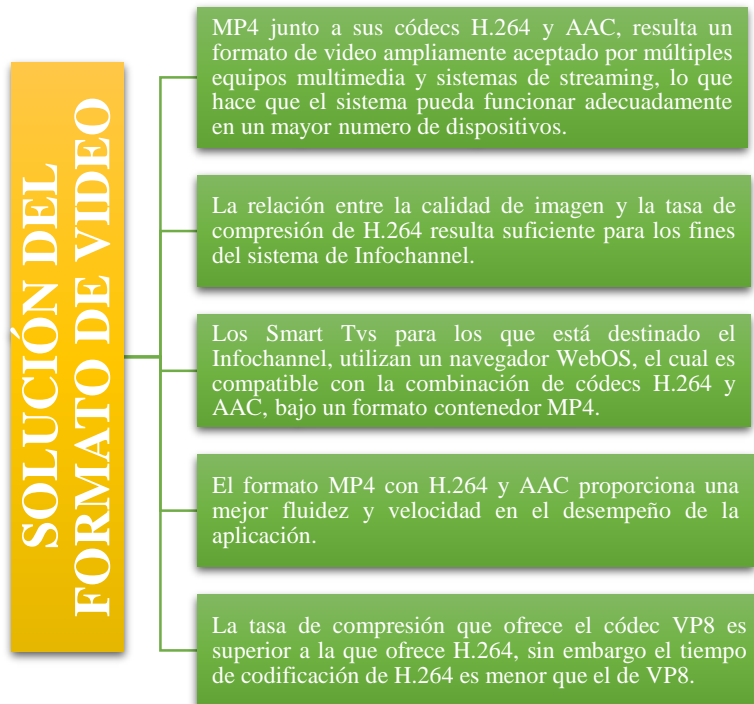 SOLUCIÓN DEL
FORMATO DE VIDEO
MP4 junto a sus códecs H.264 y AAC, resulta un
formato de video ampliamente aceptado por múltiples
equipos multimedia y sistemas de streaming, lo que
hace que el sistema pueda funcionar adecuadamente
en un mayor numero de dispositivos.
La relación entre la calidad de imagen y la tasa de
compresión de H.264 resulta suficiente para los fines
del sistema de Infochannel.
Los Smart Tvs para los que está destinado el
Infochannel, utilizan un navegador WebOS, el cual es
compatible con la combinación de códecs H.264 y
AAC, bajo un formato contenedor MP4.
El formato MP4 con H.264 y AAC proporciona una
mejor fluidez y velocidad en el desempeño de la
aplicación.
La tasa de compresión que ofrece el códec VP8 es
superior a la que ofrece H.264, sin embargo el tiempo
de codificación de H.264 es menor que el de VP8.